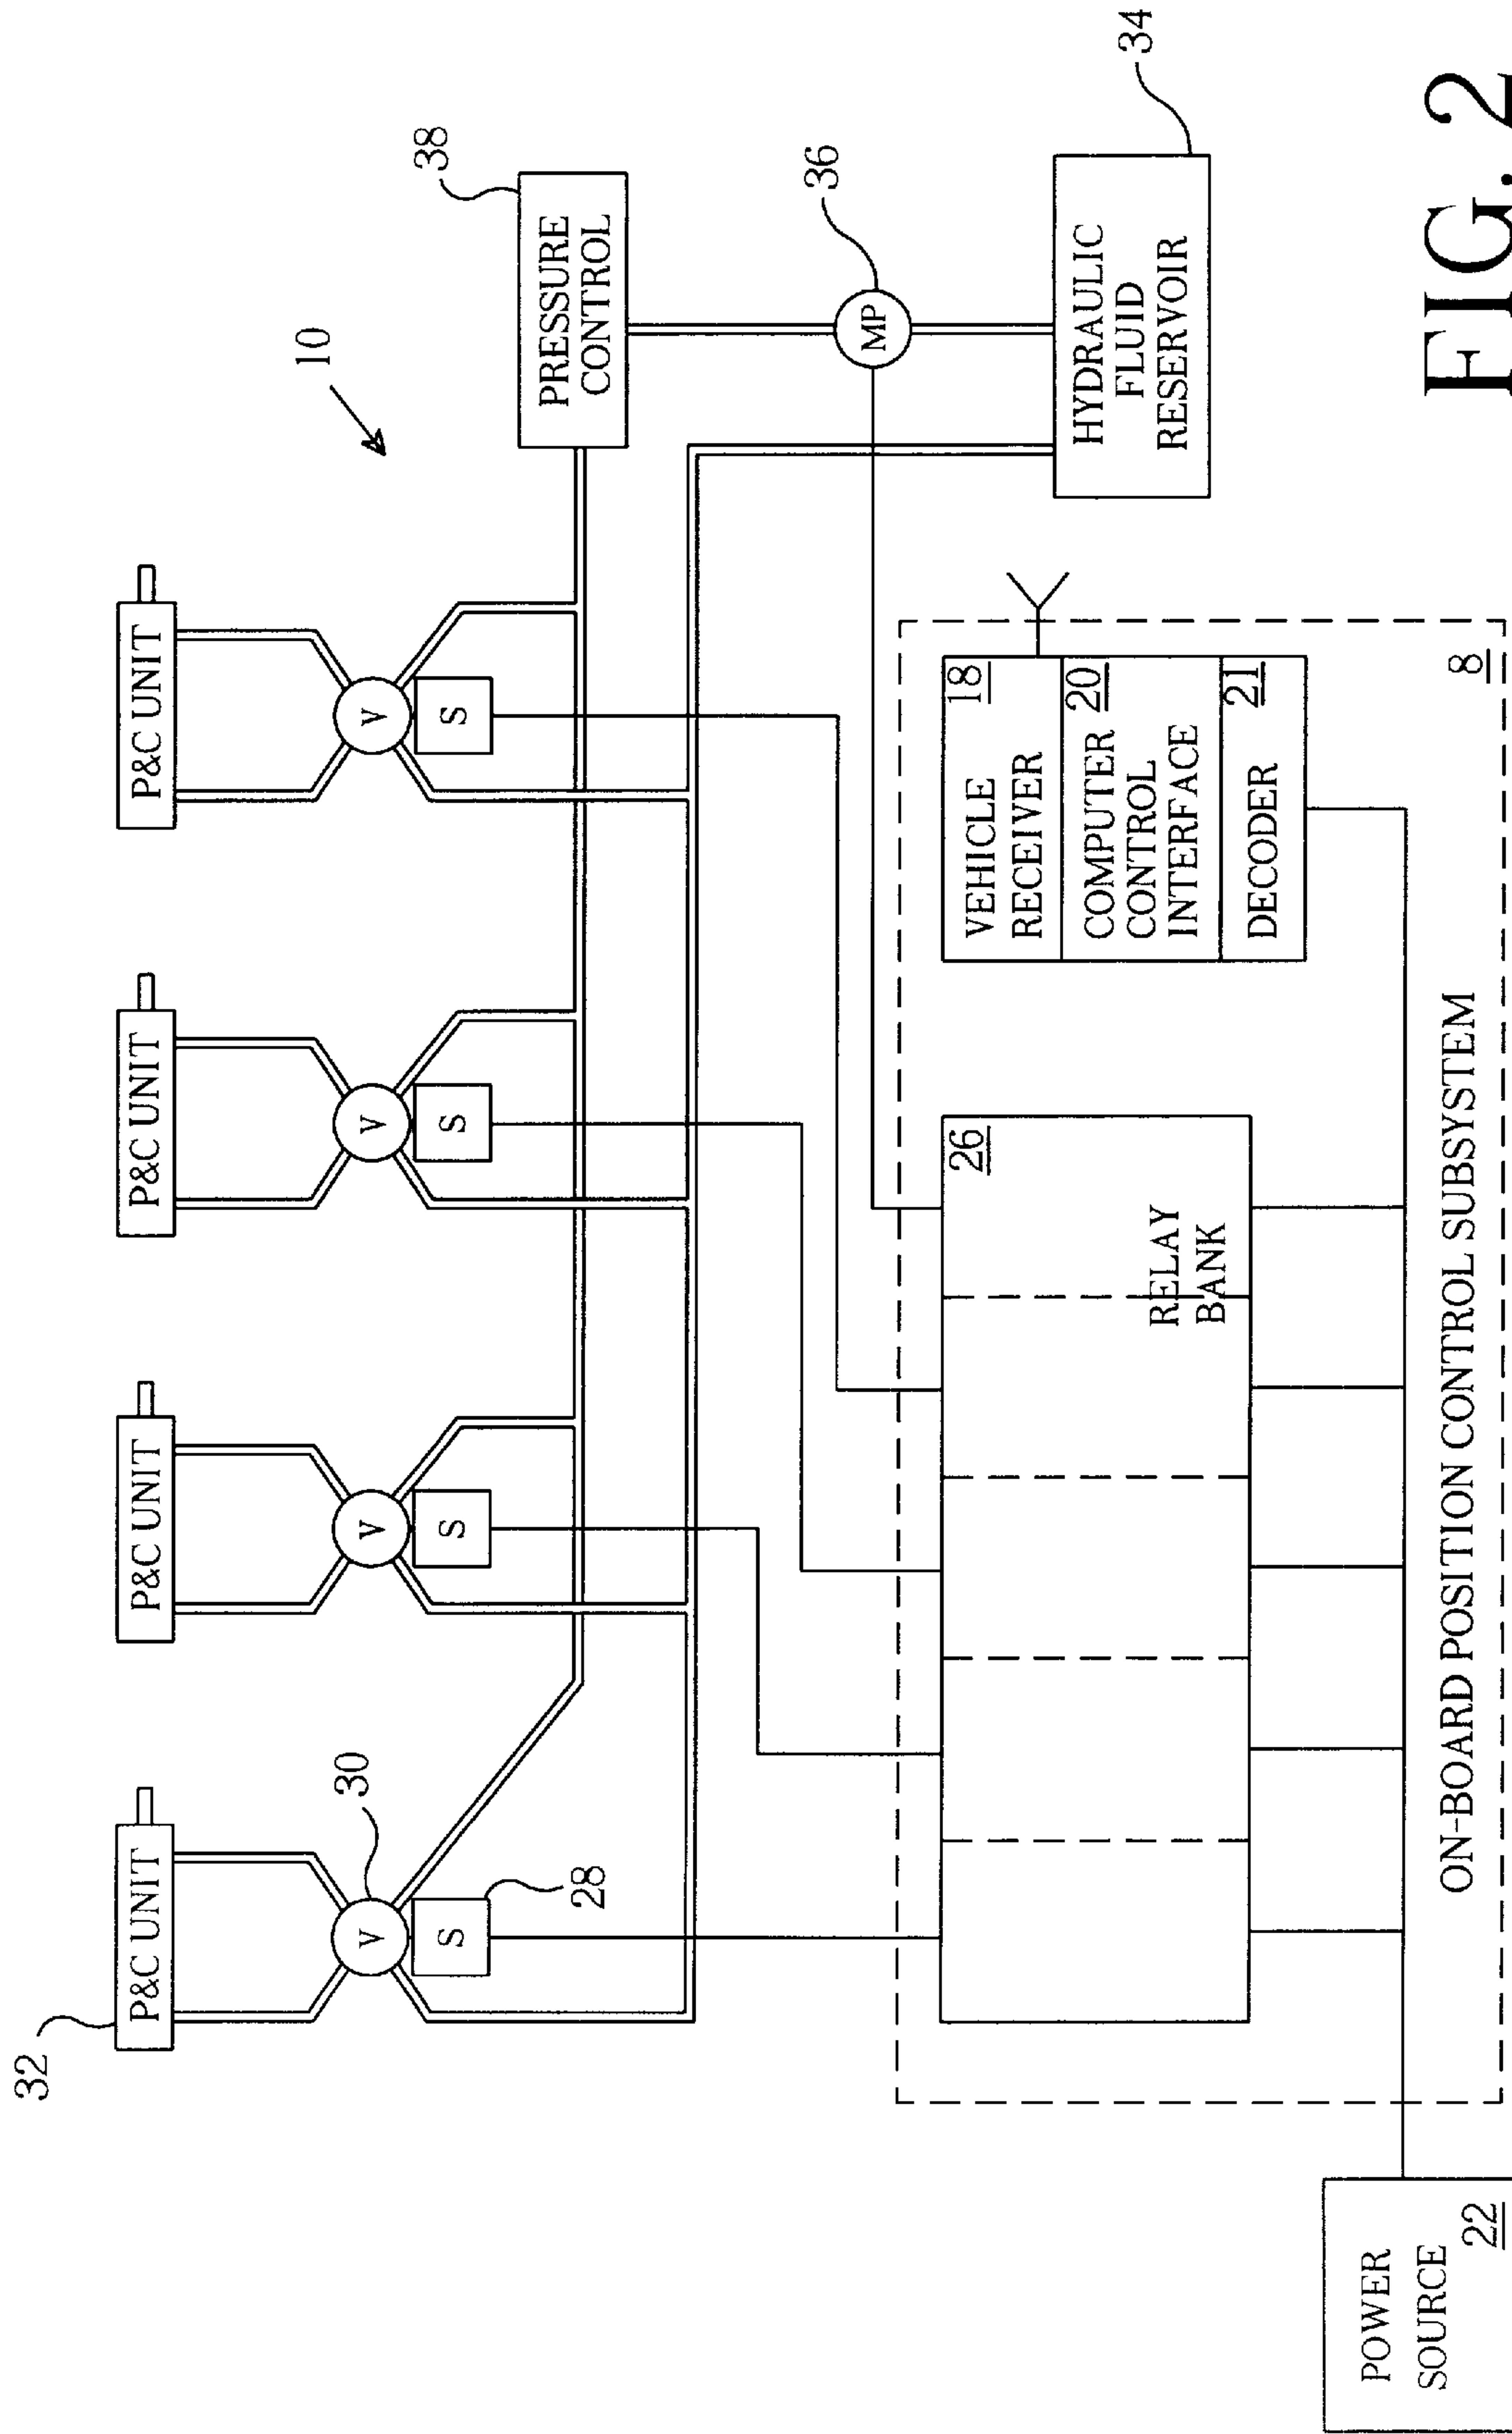 32
P&C UNIT
P&C UNIT
P&C UNIT
P&C UNIT
10
V
30
V
V
V
S
28
S
S
S
PRESSURE
CONTROL
38
MP
36
HYDRAULIC
FLUID
RESERVOIR
34
26
RELAY
BANK
VEHICLE
RECEIVER
18
COMPUTER
CONTROL
INTERFACE
20
DECODER
21
ON-BOARD POSITION CONTROL SUBSYSTEM
8
POWER
SOURCE
22
FIG. 2